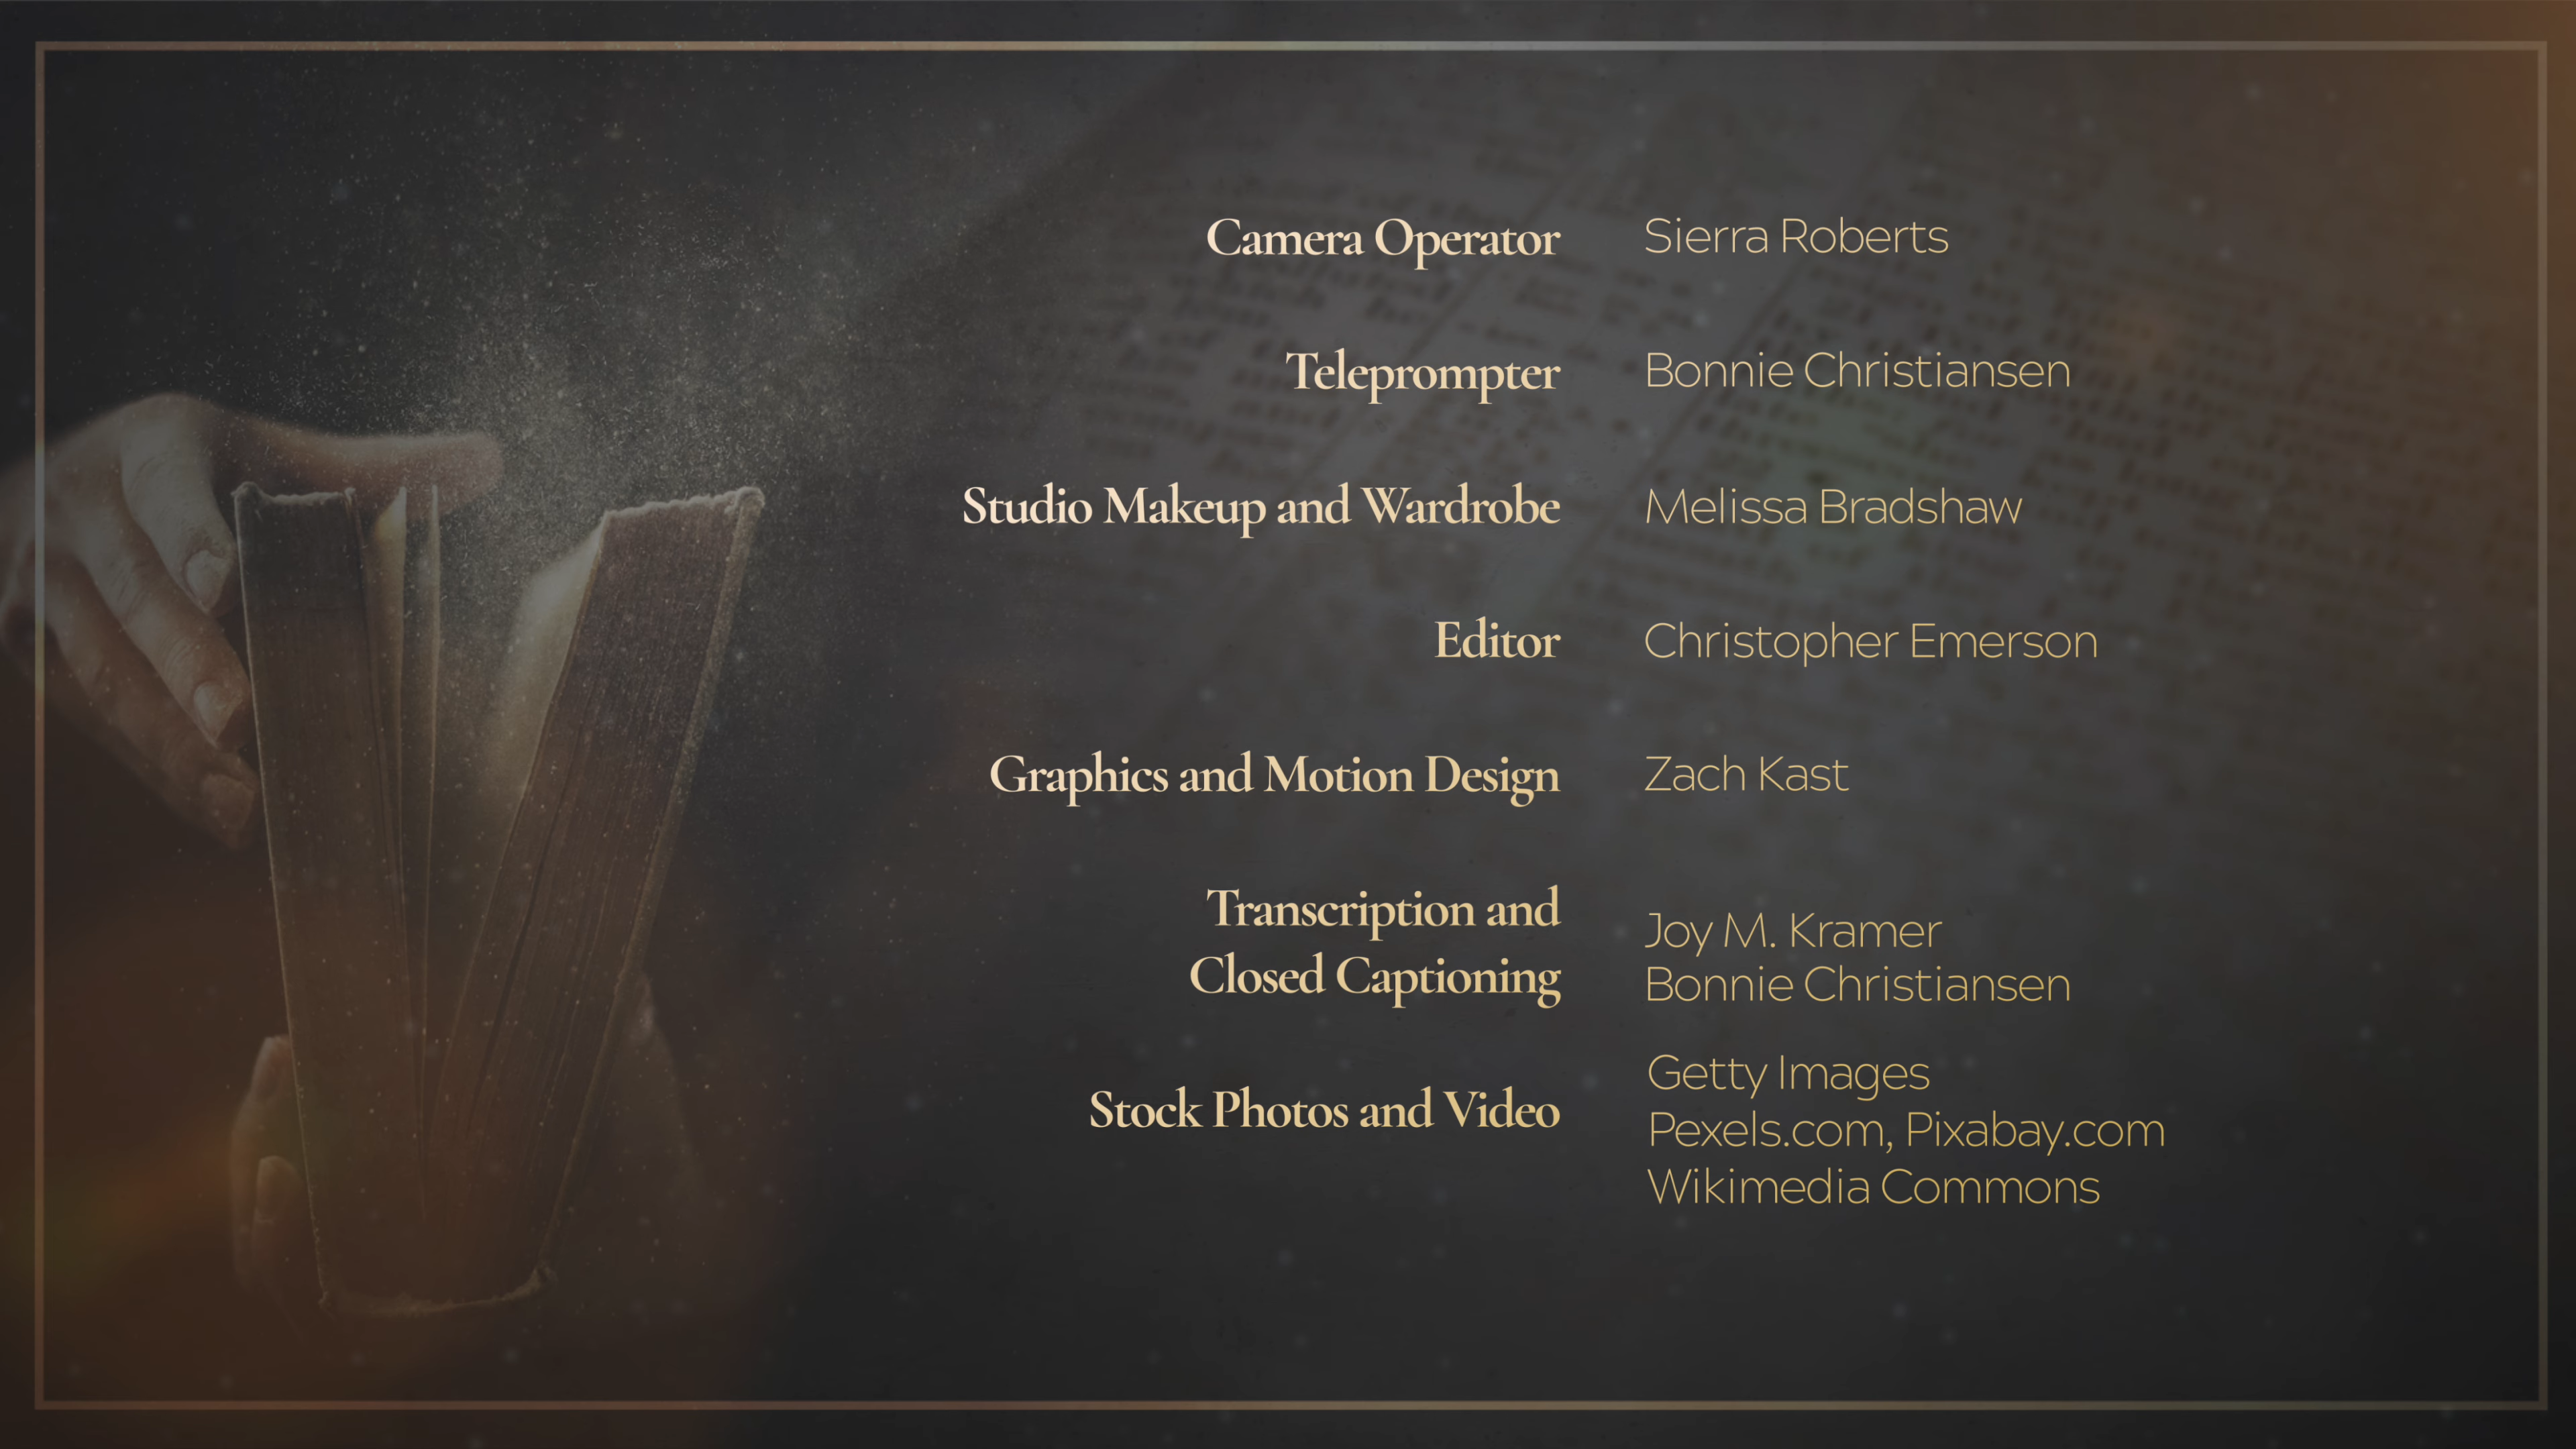 Camera Operator Sierra Roberts
Teleprompter Bonnie Christiansen
Studio Makeup and Wardrobe Melissa Bradshaw
Editor Christopher Emerson
Graphics and Motion Design Zach Kast
Transcription and
Closed Captioning
Joy M. Kramer
Bonnie Christiansen
Stock Photos and Video
Getty Images
Pexels.com, Pixabay.com
Wikimedia Commons